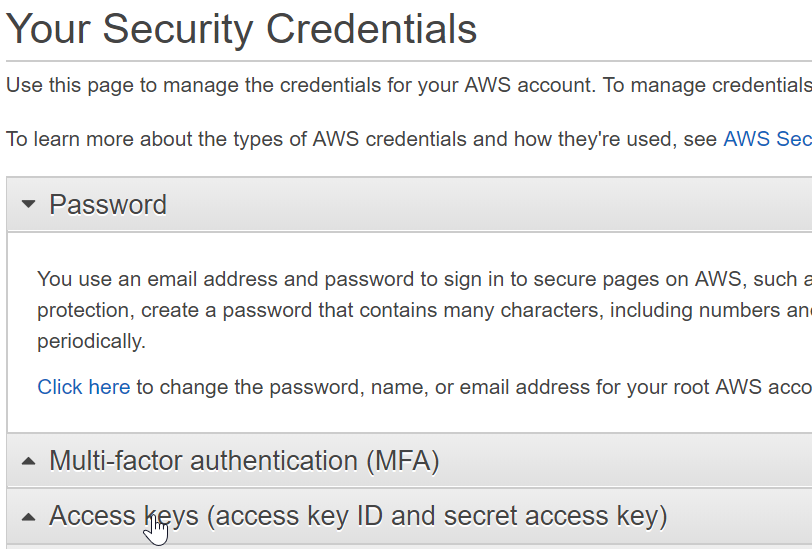 Your Security Credentials
Use this page to manage the credentials for your AWS account. To manage credentials
To learn more about the types of AWS credentials and how they're used, see AWS Sec
Password
You use an email address and password to sign in to secure pages on AWS, such a
protection, create a password that contains many characters, including numbers and
periodically.
Click here to change the password, name, or email address for your root AWS acco
Multi-factor authentication (MFA)
Access keys (access key ID and secret access key)